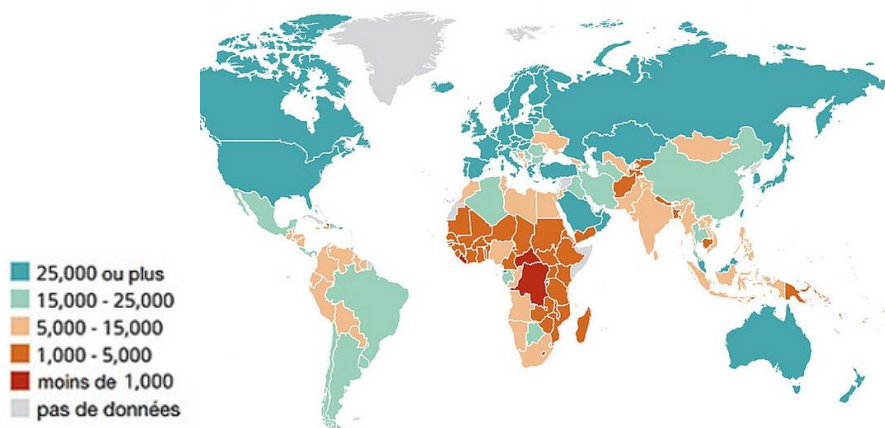 25,000 ou plus
15,000 - 25,000
5,000 - 15,000
1,000 - 5,000
moins de 1,000
pas de données